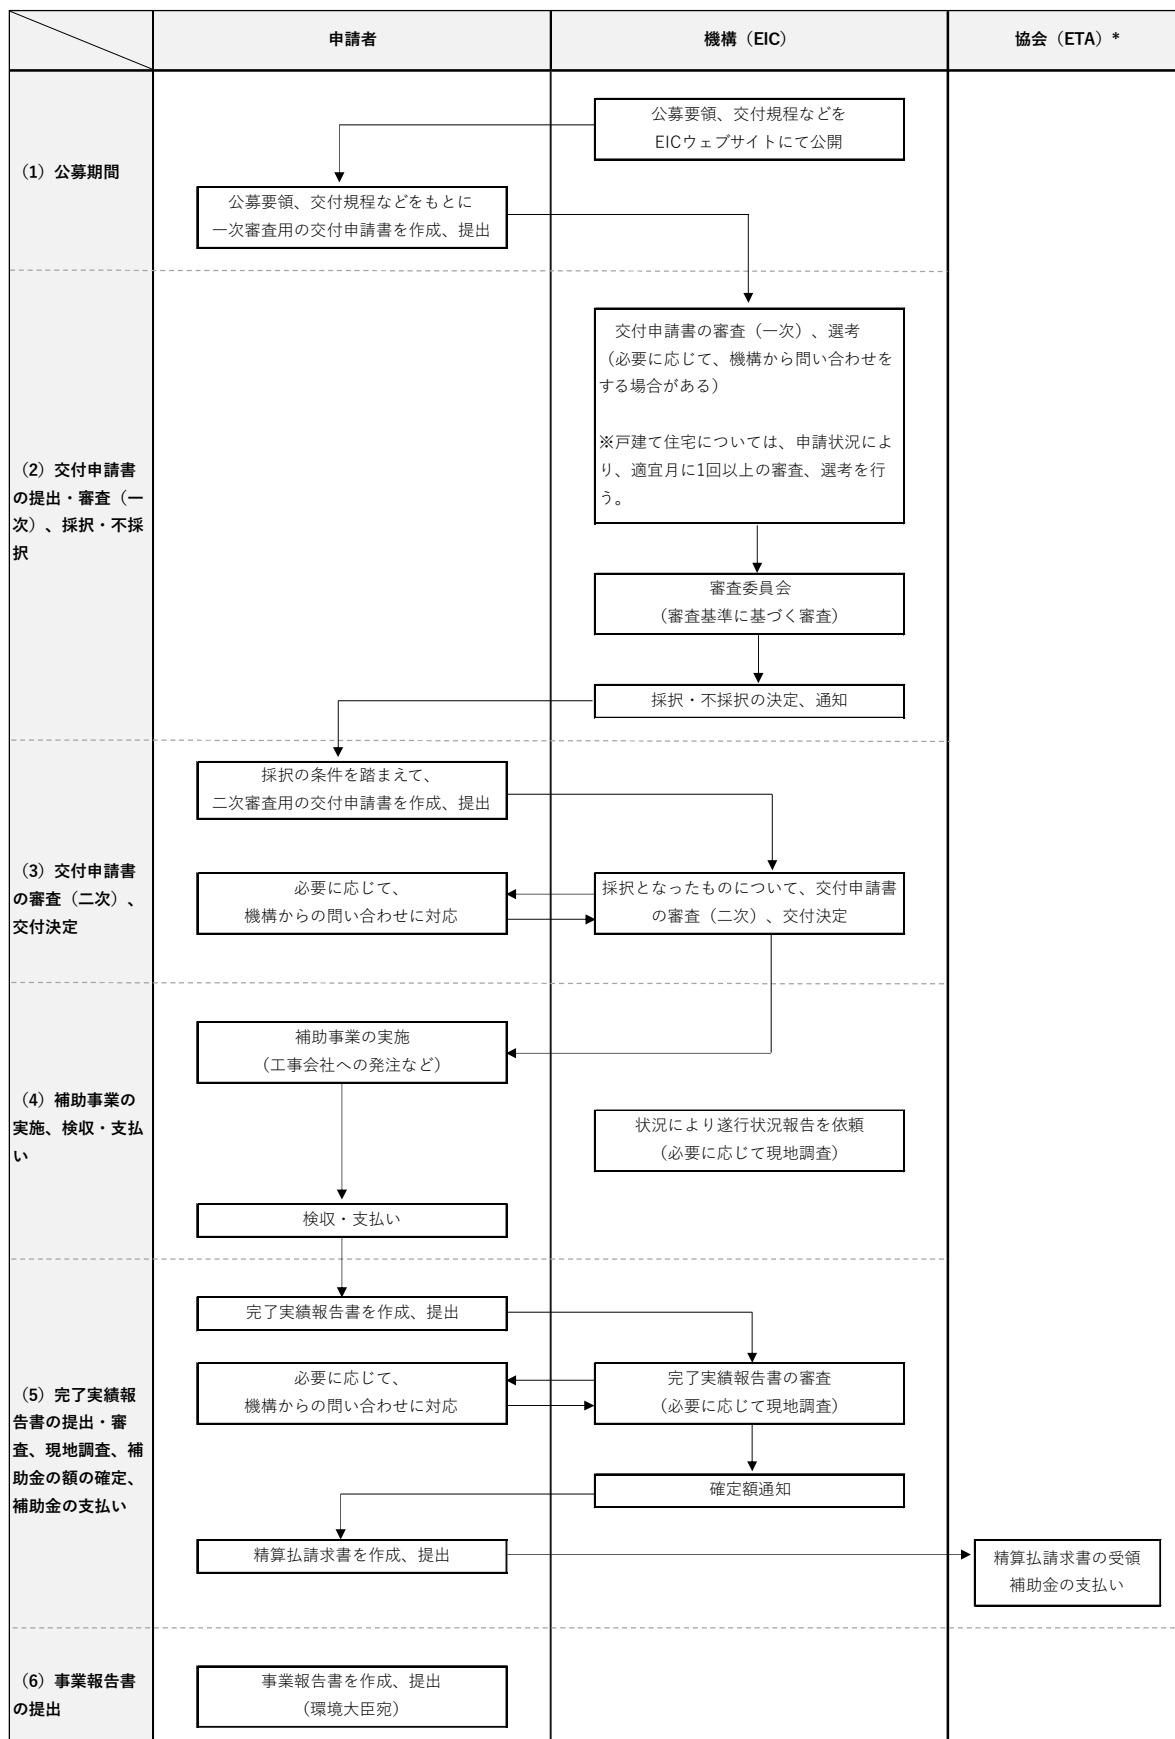 申請者
機構（EIC）
協会（ETA）*
（1）公募期間
公募要領、交付規程などを
EICウェブサイトにて公開
公募要領、交付規程などをもとに
一次審査用の交付申請書を作成、提出
（2）交付申請書
の提出・審査（一
次）、採択・不採
択
交付申請書の審査（一次）、選考
（必要に応じて、機構から問い合わせを
する場合がある）
※戸建て住宅については、申請状況によ
り、適宜月に1回以上の審査、選考を行
う。
審査委員会
（審査基準に基づく審査）
採択・不採択の決定、通知
（3）交付申請書
の審査（二次）、
交付決定
採択の条件を踏まえて、
二次審査用の交付申請書を作成、提出
必要に応じて、
機構からの問い合わせに対応
採択となったものについて、交付申請書
の審査（二次）、交付決定
（4）補助事業の
実施、検収・支払
い
補助事業の実施
（工事会社への発注など）
状況により遂行状況報告を依頼
（必要に応じて現地調査）
検収・支払い
（5）完了実績報
告書の提出・審
査、現地調査、補
助金の額の確定、
補助金の支払い
完了実績報告書を作成、提出
必要に応じて、
機構からの問い合わせに対応
完了実績報告書の審査
（必要に応じて現地調査）
確定額通知
精算払請求書を作成、提出
精算払請求書の受領
補助金の支払い
（6）事業報告書
の提出
事業報告書を作成、提出
（環境大臣宛）